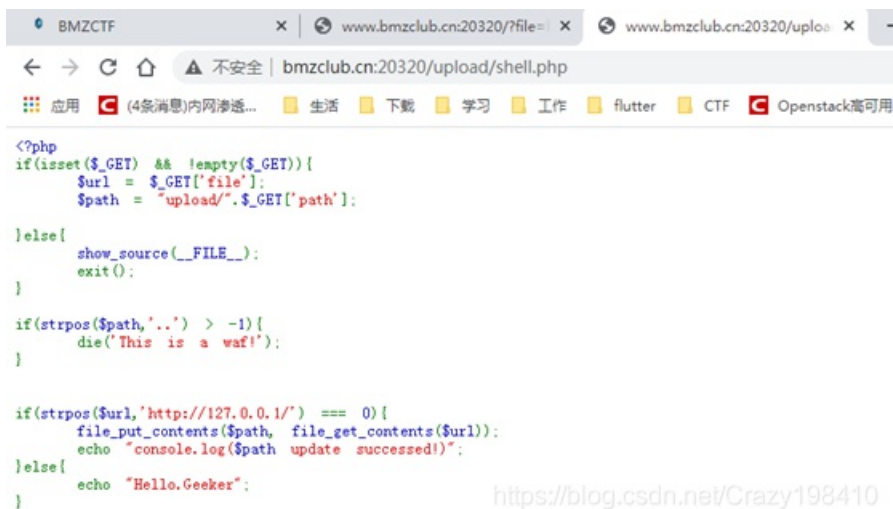 BMZCTF × www.bmzclub.cn:20320/?file= × www.bmzclub.cn:20320/uploa ×
不安全 | bmzclub.cn:20320/upload/shell.php
应用 (4条消息)内网渗透... 生活 下载 学习 工作 flutter CTF Openstack高可用
<?php
if(isset($_GET) && !empty($_GET)){
$url = $_GET['file'];
$path = "upload/".$_GET['path'];
}else{
show_source(__FILE__);
exit();
}
if(strpos($path,'..') > -1){
die('This is a waf!');
}
if(strpos($url,'http://127.0.0.1/') === 0){
file_put_contents($path, file_get_contents($url));
echo "console.log($path update successed!)";
}else{
echo "Hello.Geeker";
}
https://blog.csdn.net/Crazy198410